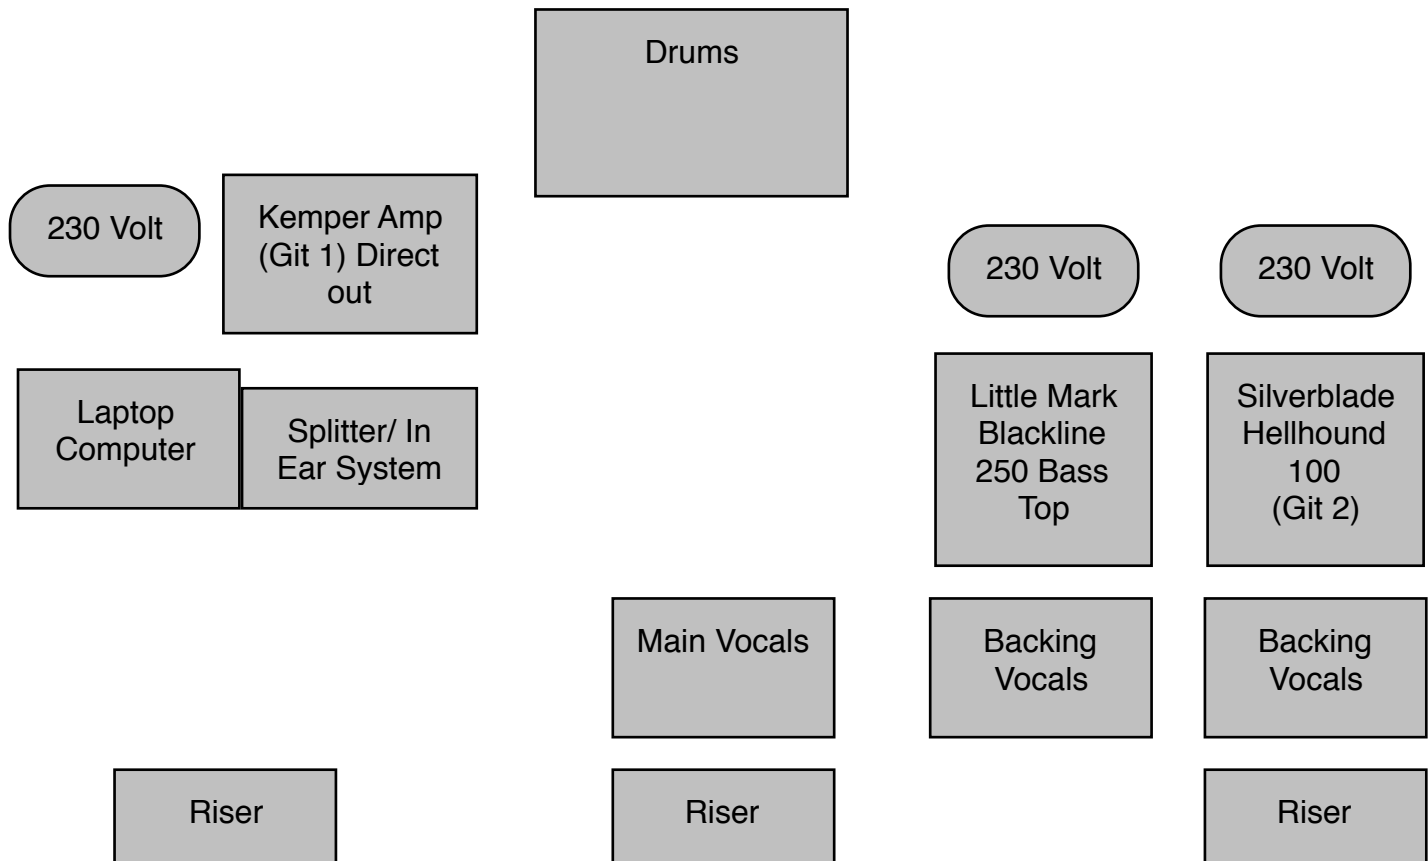 Drums
230 Volt
Kemper Amp
(Git 1) Direct
out
230 Volt
230 Volt
Laptop
Computer
Splitter/ In
Ear System
Little Mark
Blackline
250 Bass
Top
Silverblade
Hellhound
100
(Git 2)
Main Vocals
Backing
Vocals
Backing
Vocals
Riser
Riser
Riser